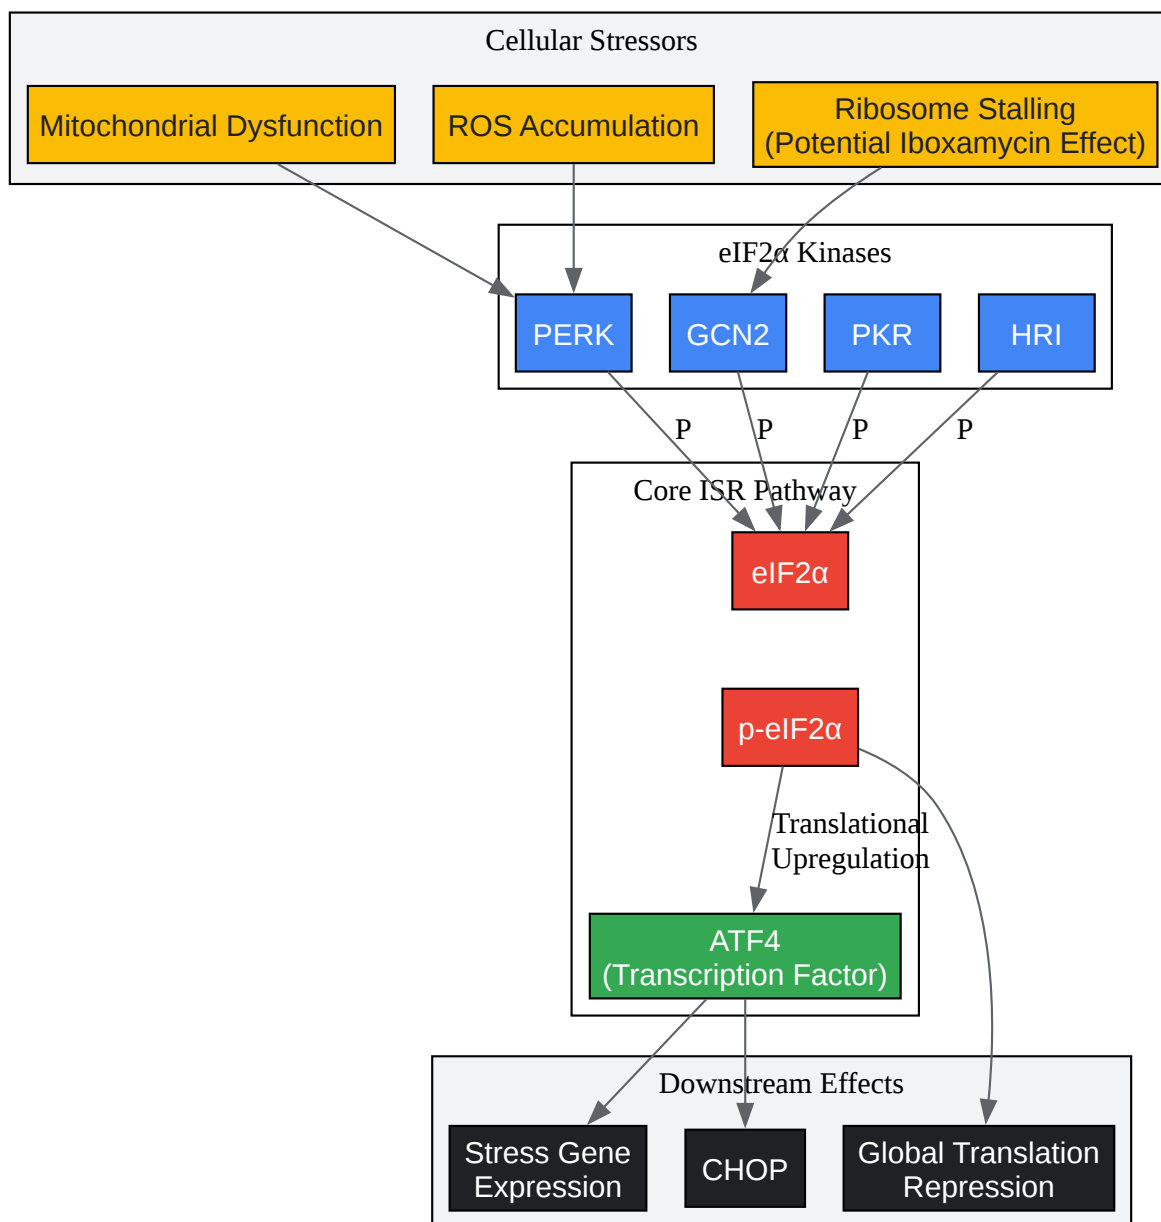 Cellular Stressors
Mitochondrial Dysfunction
ROS Accumulation
Ribosome Stalling
(Potential Iboxamycin Effect)
eIF2α Kinases
PERK
GCN2
PKR
HRI
P
P
P
P
Core ISR Pathway
eIF2α
p-eIF2α
Translational
Upregulation
ATF4
(Transcription Factor)
Downstream Effects
Stress Gene
Expression
CHOP
Global Translation
Repression